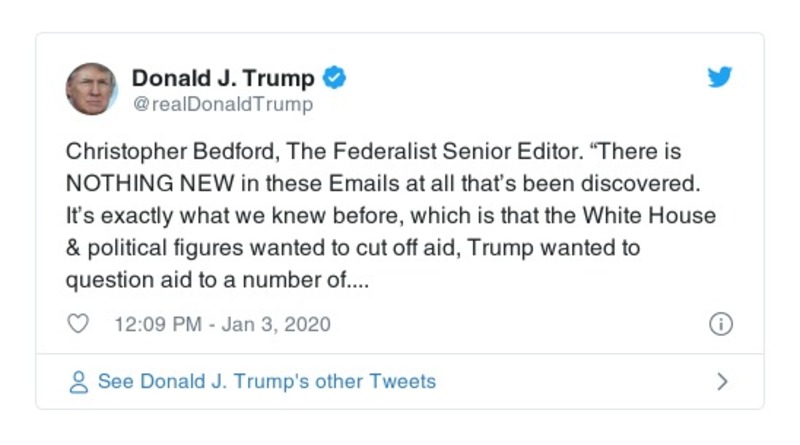 Donald J. Trump
@realDonaldTrump
Christopher Bedford, The Federalist Senior Editor. “There is
NOTHING NEW in these Emails at all that’s been discovered.
It’s exactly what we knew before, which is that the White House
& political figures wanted to cut off aid, Trump wanted to
question aid to a number of....
12:09 PM - Jan 3, 2020
See Donald J. Trump's other Tweets